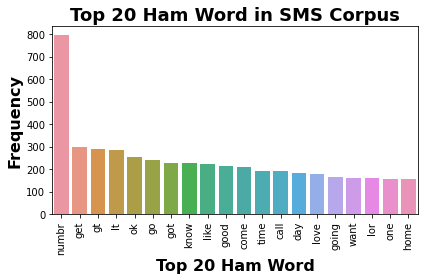 Top 20 Ham Word in SMS Corpus
Frequency
800
700
600
500
400
300
200
100
0
numbr
get
gt
lt
ok
go
got
know
like
good
come
time
call
day
love
going
want
lor
one
home
Top 20 Ham Word